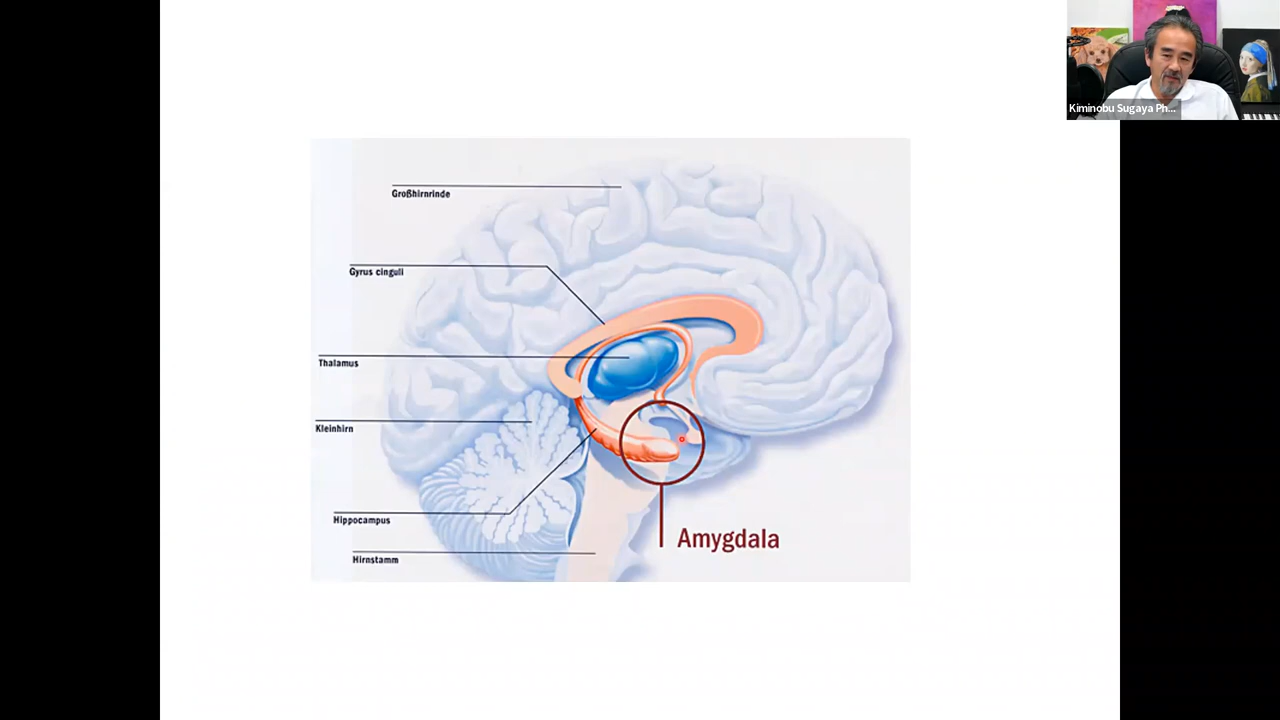 Kiminobu Sugaya Ph...
Großhirnrinde
Gyrus cinguli
Thalamus
Kleinhirn
Hippocampus
Hirnstamm
Amygdala